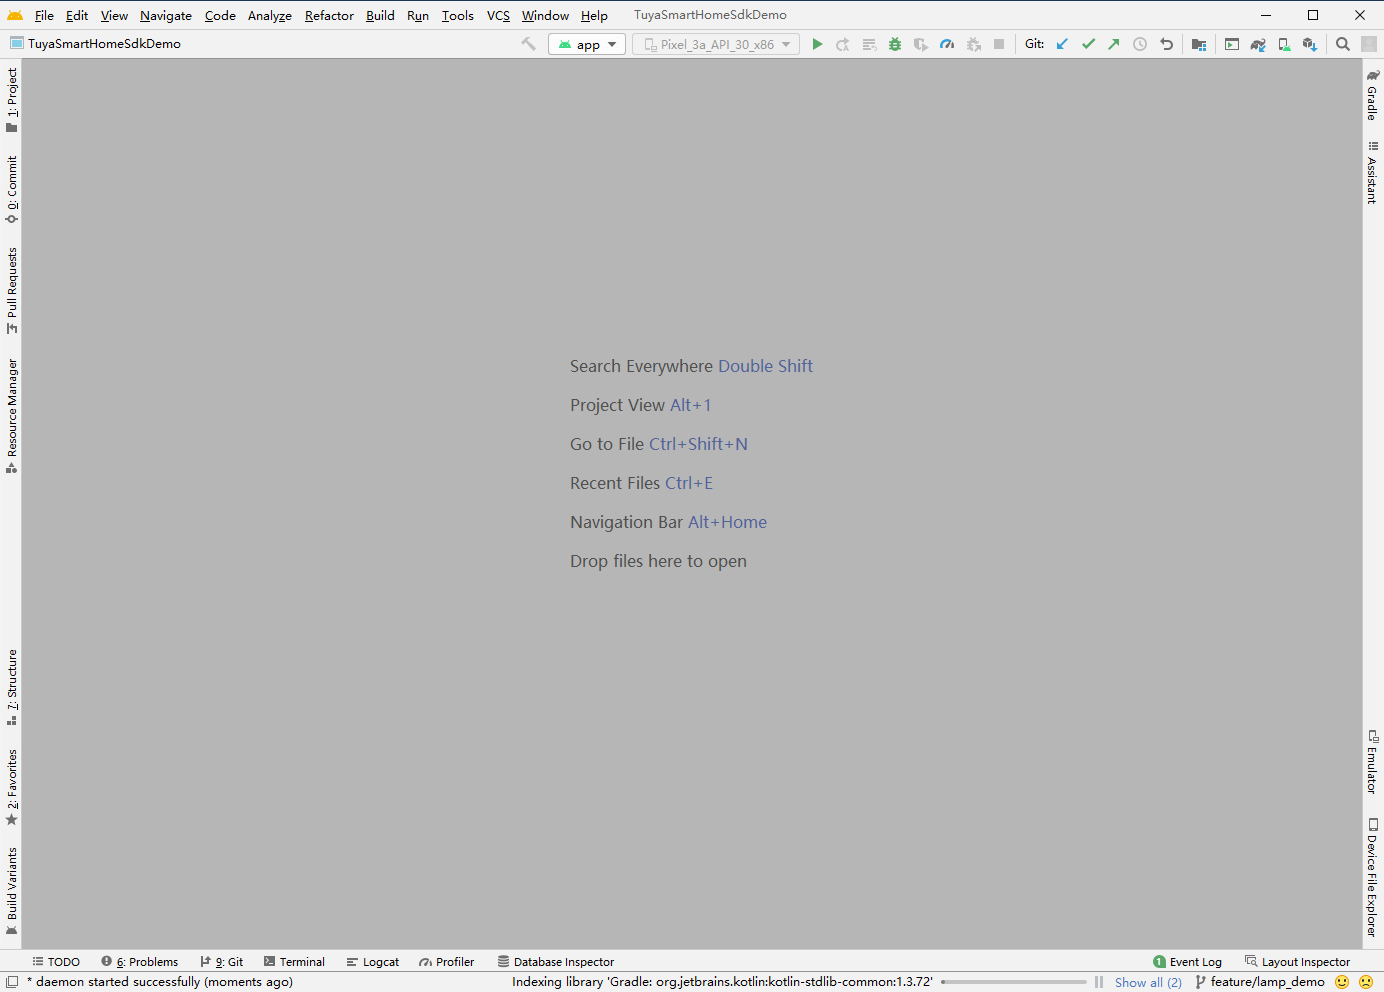 File Edit View Navigate Code Analyze Refactor Build Run Tools VCS Window Help TuyaSmartHomeSdkDemo
TuyaSmartHomeSdkDemo app Pixel_3a_API_30_x86 Git:
1: Project
0: Commit
Pull Requests
Resource Manager
7: Structure
2: Favorites
Build Variants
Search Everywhere Double Shift
Project View Alt+1
Go to File Ctrl+Shift+N
Recent Files Ctrl+E
Navigation Bar Alt+Home
Drop files here to open
Gradle
Assistant
Emulator
Device File Explorer
TODO 6: Problems 9: Git Terminal Logcat Profiler Database Inspector 1 Event Log Layout Inspector
* daemon started successfully (moments ago) Indexing library 'Gradle: org.jetbrains.kotlin:kotlin-stdlib-common:1.3.72' Show all (2) feature/lamp_demo